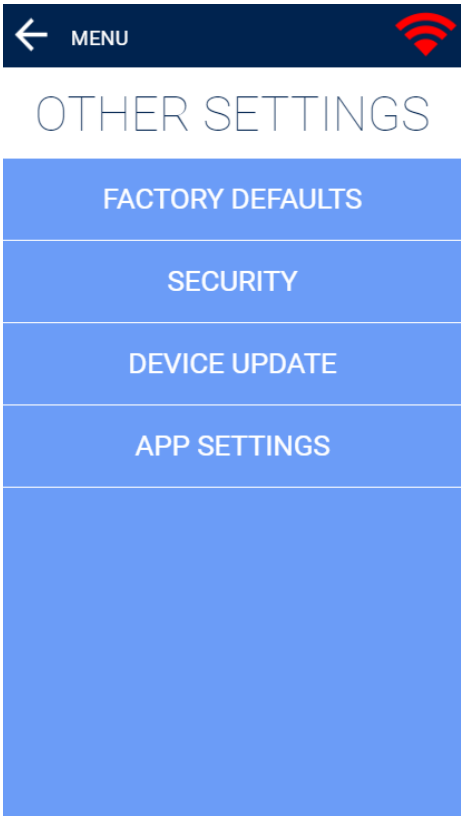 MENU
OTHER SETTINGS
FACTORY DEFAULTS
SECURITY
DEVICE UPDATE
APP SETTINGS